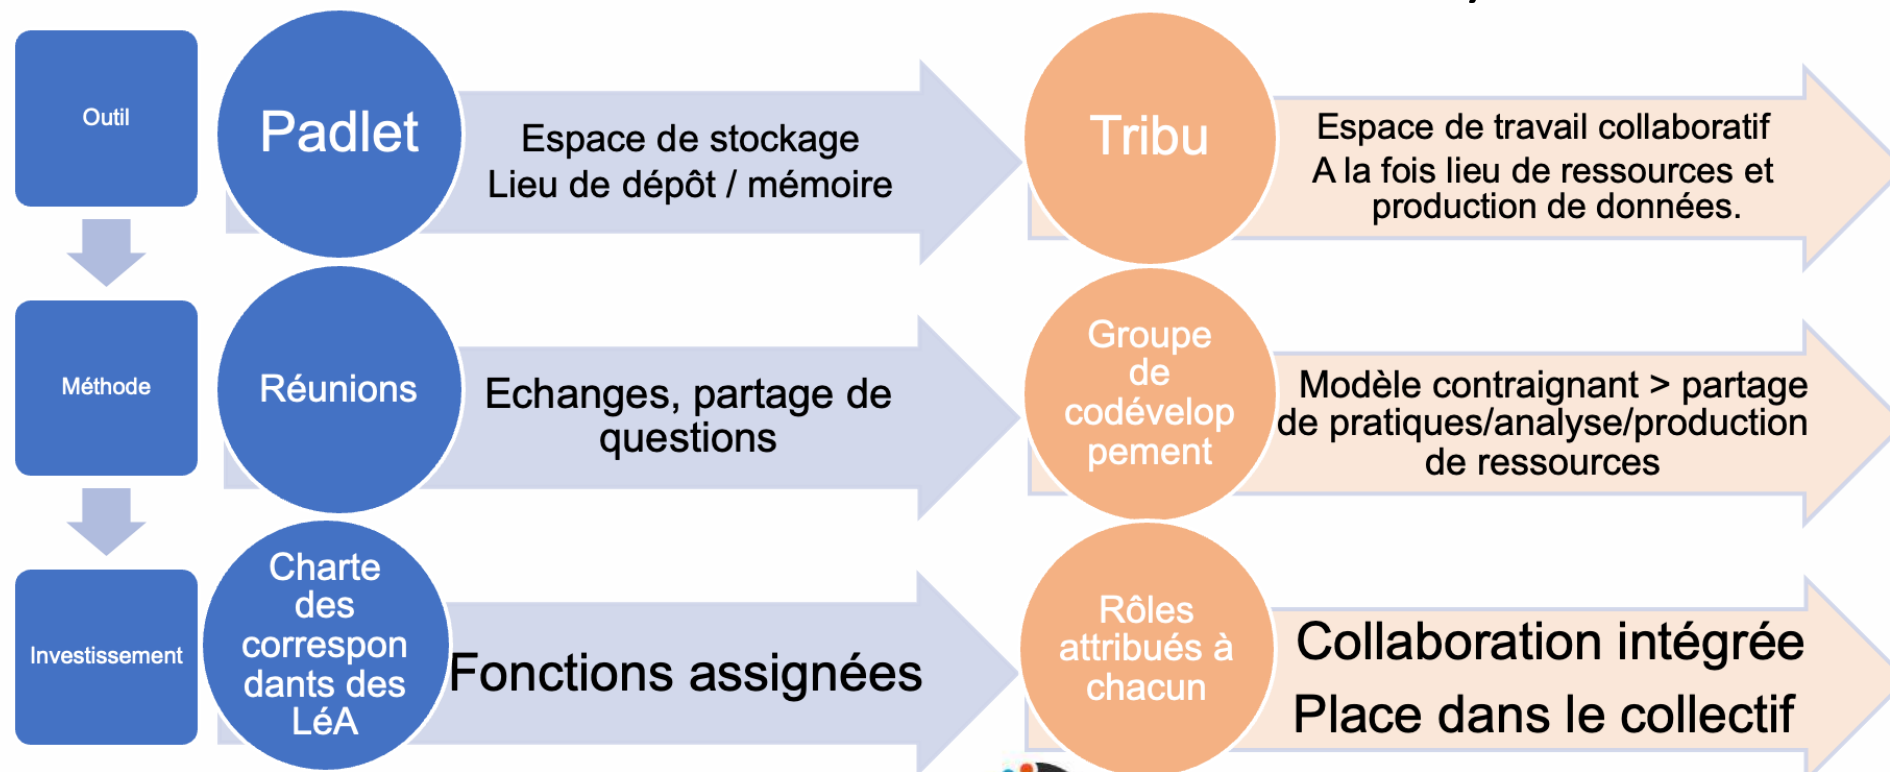 Outil
Padlet
Espace de stockage
Lieu de dépôt / mémoire
Tribu
Espace de travail collaboratif
A la fois lieu de ressources et
production de données.
Méthode
Réunions
Echanges, partage de
questions
Groupe
de
codévelop
pement
Modèle contraignant > partage
de pratiques/analyse/production
de ressources
Investissement
Charte
des
correspon
dants des
LéA
Fonctions assignées
Rôles
attribués à
chacun
Collaboration intégrée
Place dans le collectif